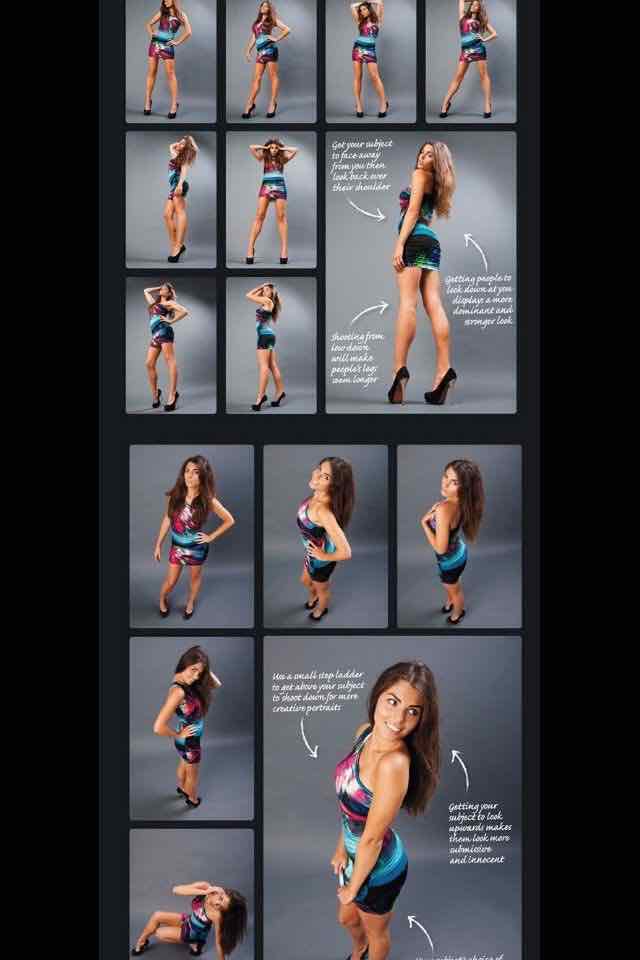 Get your subject
to face away
from you then
look back over
their shoulder
Getting people to
look down at you
displays a more
dominant and
stronger look
Shooting from
low down
will make
people's legs
seem longer
Use a small step ladder
to get above your subject
to shoot down for more
creative portraits
Getting your
subject to look
upwards makes
them look more
submissive
and innocent